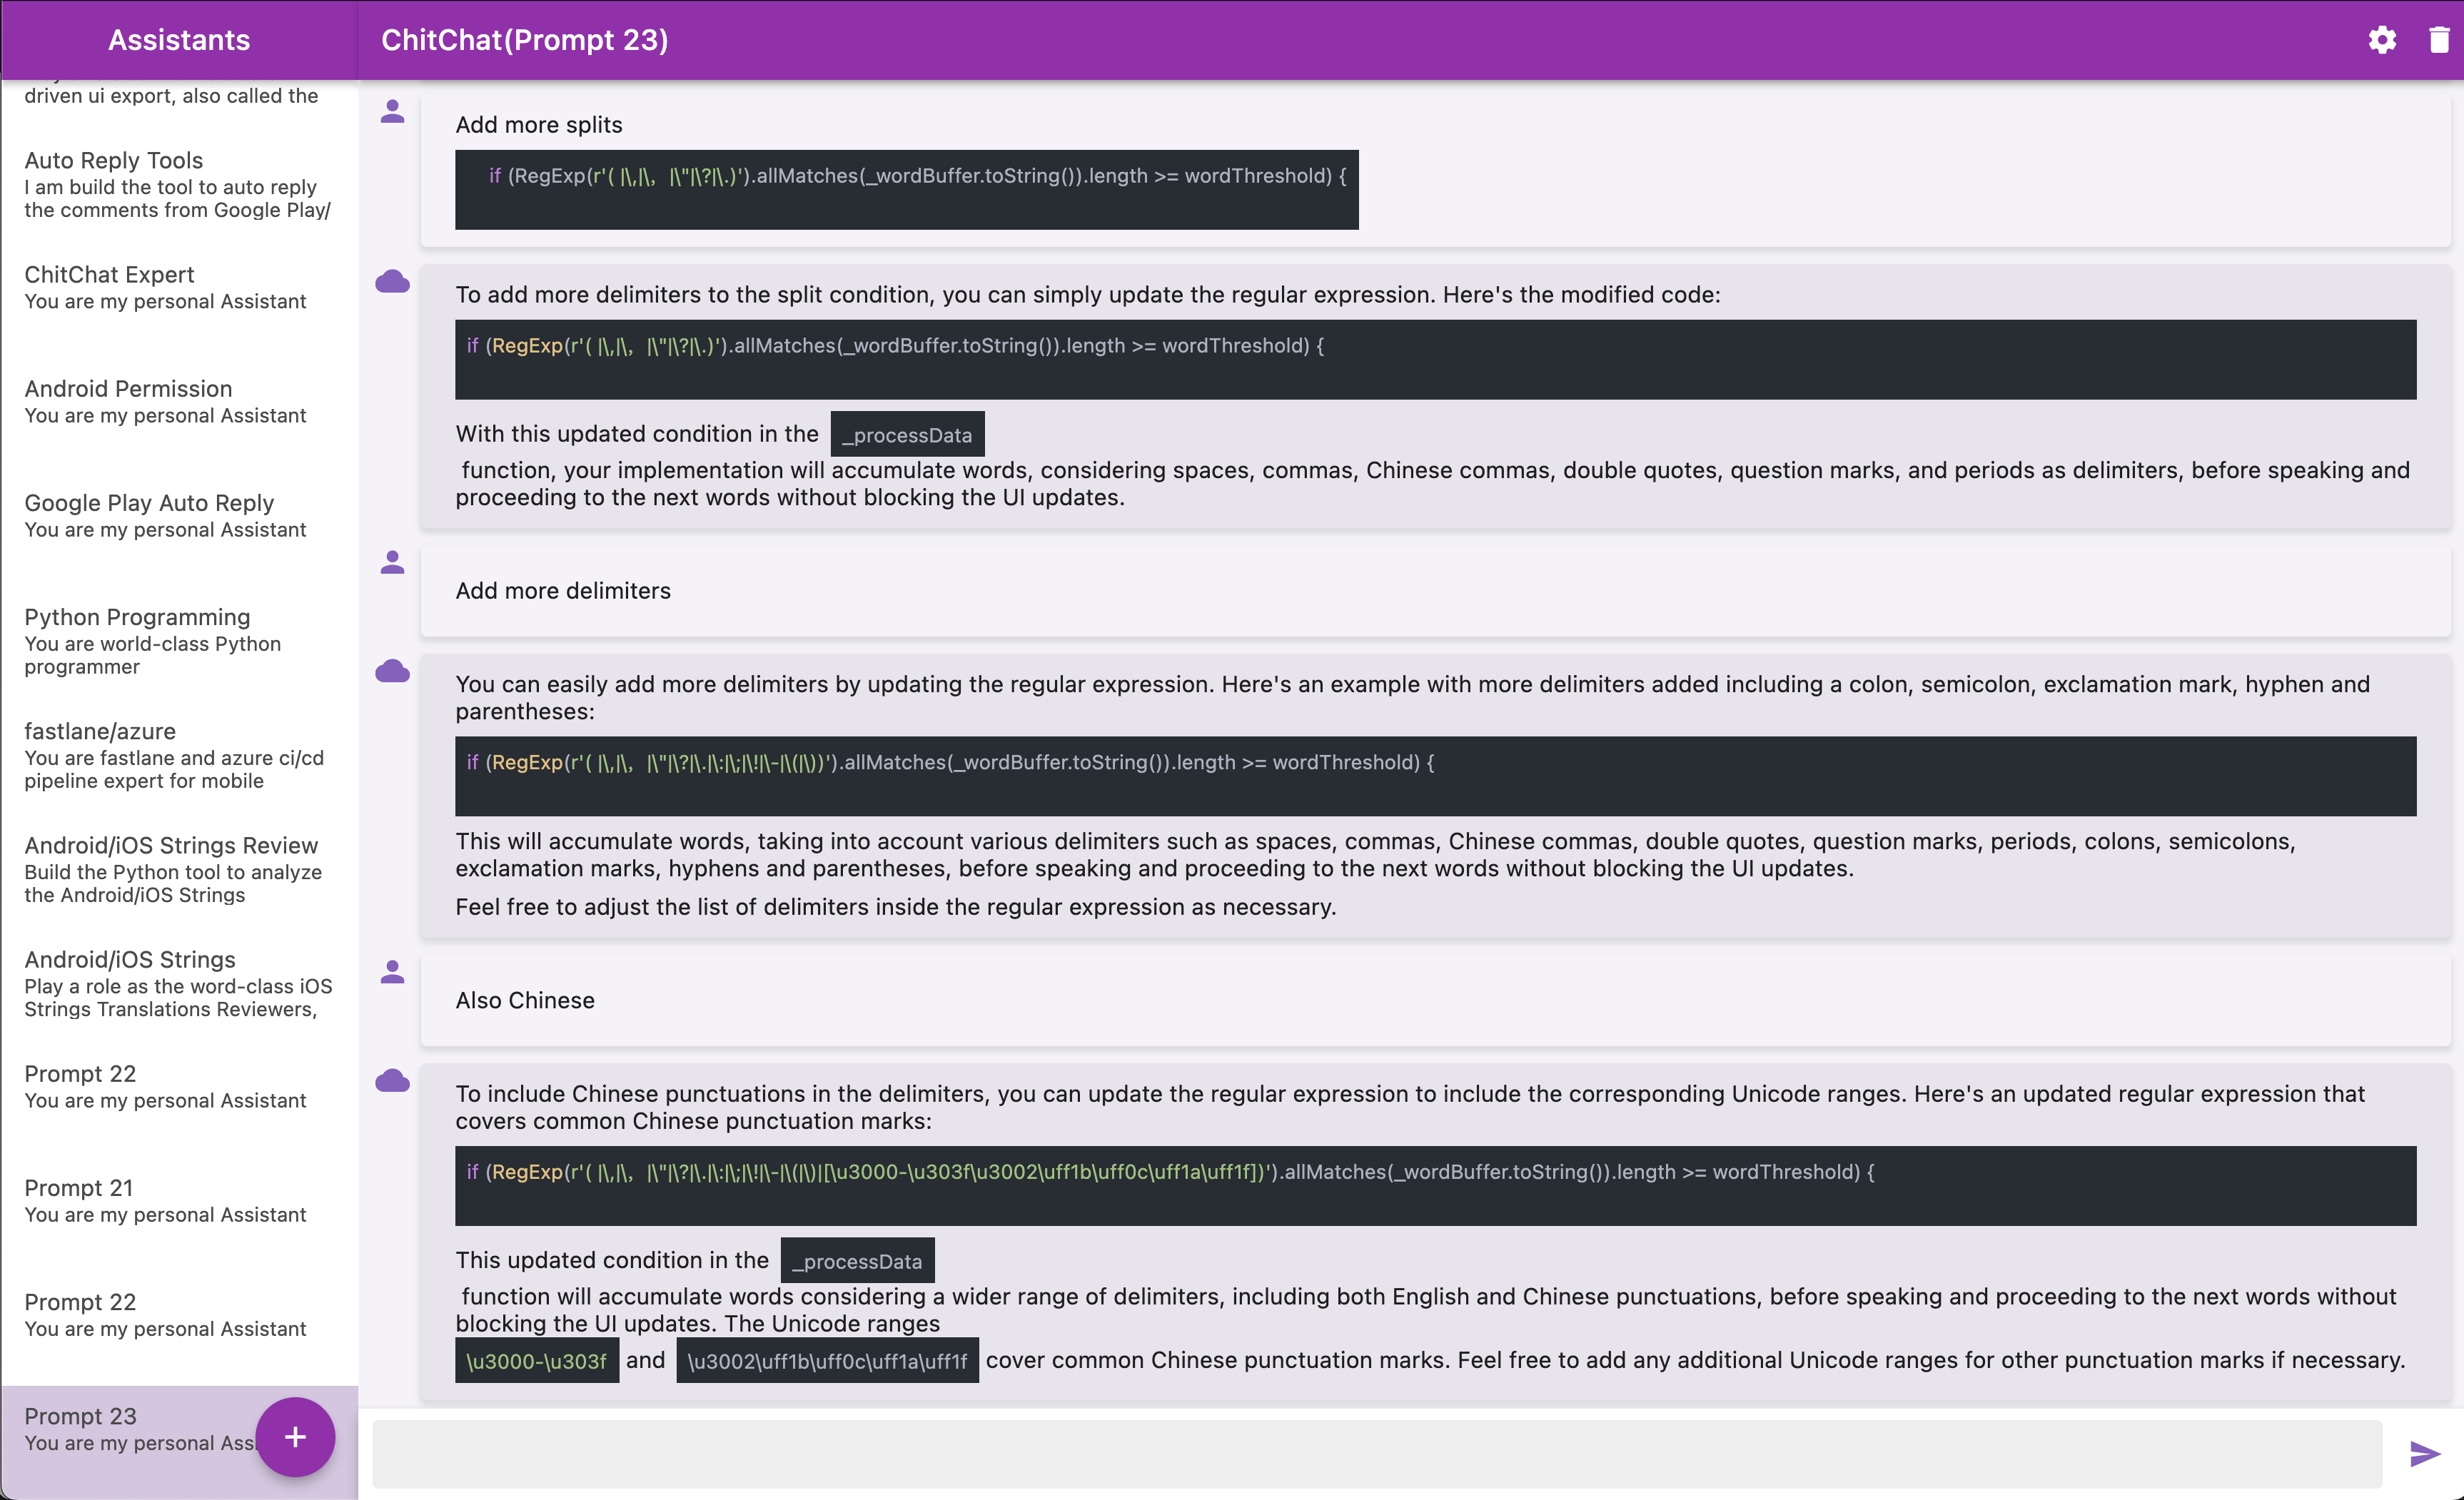 Assistants
driven ui export, also called the
Auto Reply Tools
I am build the tool to auto reply
the comments from Google Play/
ChitChat Expert
You are my personal Assistant
Android Permission
You are my personal Assistant
Google Play Auto Reply
You are my personal Assistant
Python Programming
You are world-class Python
programmer
fastlane/azure
You are fastlane and azure ci/cd
pipeline expert for mobile
Android/iOS Strings Review
Build the Python tool to analyze
the Android/iOS Strings
Android/iOS Strings
Play a role as the word-class iOS
Strings Translations Reviewers,
Prompt 22
You are my personal Assistant
Prompt 21
You are my personal Assistant
Prompt 22
You are my personal Assistant
Prompt 23
You are my personal Ass
+
ChitChat(Prompt 23)
Add more splits
if (RegExp(r'( |\,|\，|\"|\?|\.)').allMatches(_wordBuffer.toString()).length >= wordThreshold) {
To add more delimiters to the split condition, you can simply update the regular expression. Here's the modified code:
if (RegExp(r'( |\,|\，|\"|\?|\.)').allMatches(_wordBuffer.toString()).length >= wordThreshold) {
With this updated condition in the _processData
function, your implementation will accumulate words, considering spaces, commas, Chinese commas, double quotes, question marks, and periods as delimiters, before speaking and
proceeding to the next words without blocking the UI updates.
Add more delimiters
You can easily add more delimiters by updating the regular expression. Here's an example with more delimiters added including a colon, semicolon, exclamation mark, hyphen and
parentheses:
if (RegExp(r'( |\,|\，|\"|\?|\.|\:|\;|\!|\-|\(|\))').allMatches(_wordBuffer.toString()).length >= wordThreshold) {
This will accumulate words, taking into account various delimiters such as spaces, commas, Chinese commas, double quotes, question marks, periods, colons, semicolons,
exclamation marks, hyphens and parentheses, before speaking and proceeding to the next words without blocking the UI updates.
Feel free to adjust the list of delimiters inside the regular expression as necessary.
Also Chinese
To include Chinese punctuations in the delimiters, you can update the regular expression to include the corresponding Unicode ranges. Here's an updated regular expression that
covers common Chinese punctuation marks:
if (RegExp(r'( |\,|\，|\"|\?|\.|\:|\;|\!|\-|\(|\)|[\u3000-\u303f\u3002\uff1b\uff0c\uff1a\uff1f])').allMatches(_wordBuffer.toString()).length >= wordThreshold) {
This updated condition in the _processData
function will accumulate words considering a wider range of delimiters, including both English and Chinese punctuations, before speaking and proceeding to the next words without
blocking the UI updates. The Unicode ranges
\u3000-\u303f and \u3002\uff1b\uff0c\uff1a\uff1f cover common Chinese punctuation marks. Feel free to add any additional Unicode ranges for other punctuation marks if necessary.